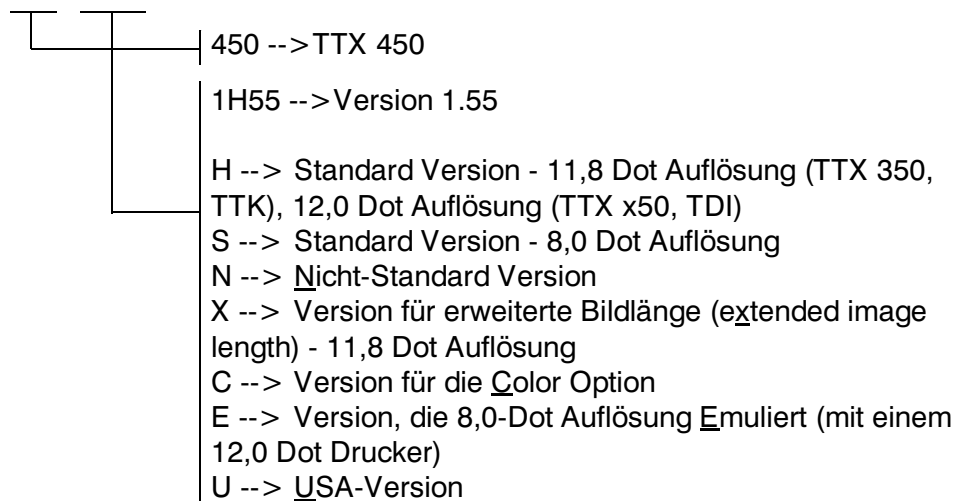 450 -->TTX 450
1H55 -->Version 1.55
H --> Standard Version - 11,8 Dot Auflösung (TTX 350,
TTK), 12,0 Dot Auflösung (TTX x50, TDI)
S --> Standard Version - 8,0 Dot Auflösung
N --> Nicht-Standard Version
X --> Version für erweiterte Bildlänge (extended image
length) - 11,8 Dot Auflösung
C --> Version für die Color Option
E --> Version, die 8,0-Dot Auflösung Emuliert (mit einem
12,0 Dot Drucker)
U --> USA-Version